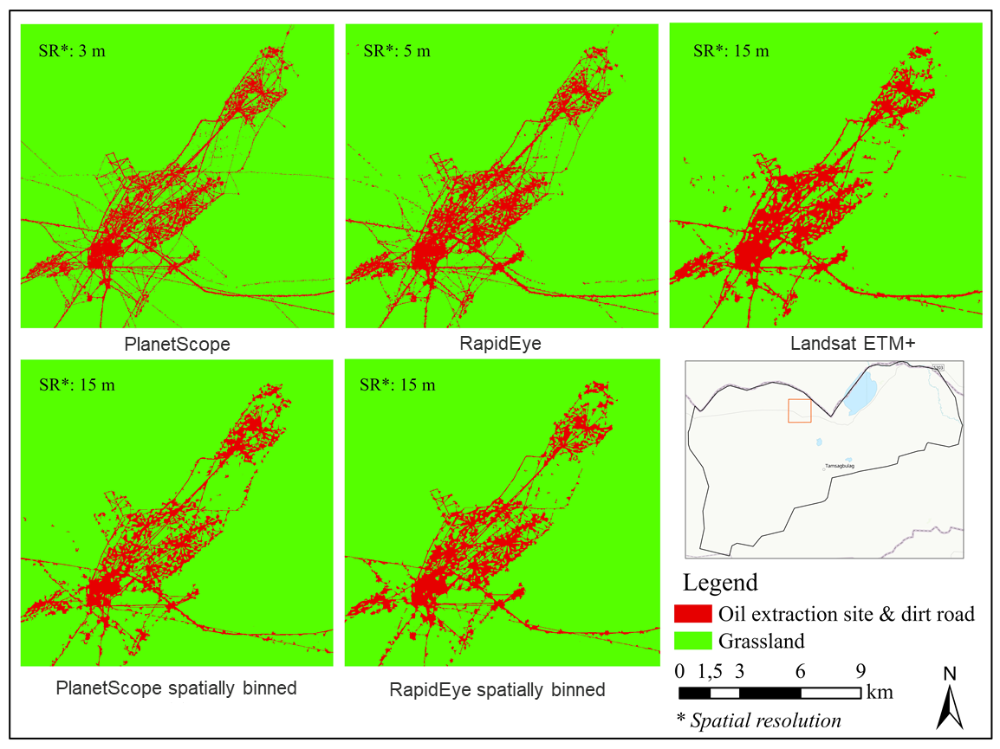 SR*: 3 m
SR*: 5 m
SR*: 15 m
PlanetScope
RapidEye
Landsat ETM+
SR*: 15 m
SR*: 15 m
1203
Tamsagbulag
PlanetScope spatially binned
RapidEye spatially binned
Legend
Oil extraction site & dirt road
Grassland
0 1,5 3 6 9
km
N
* Spatial resolution